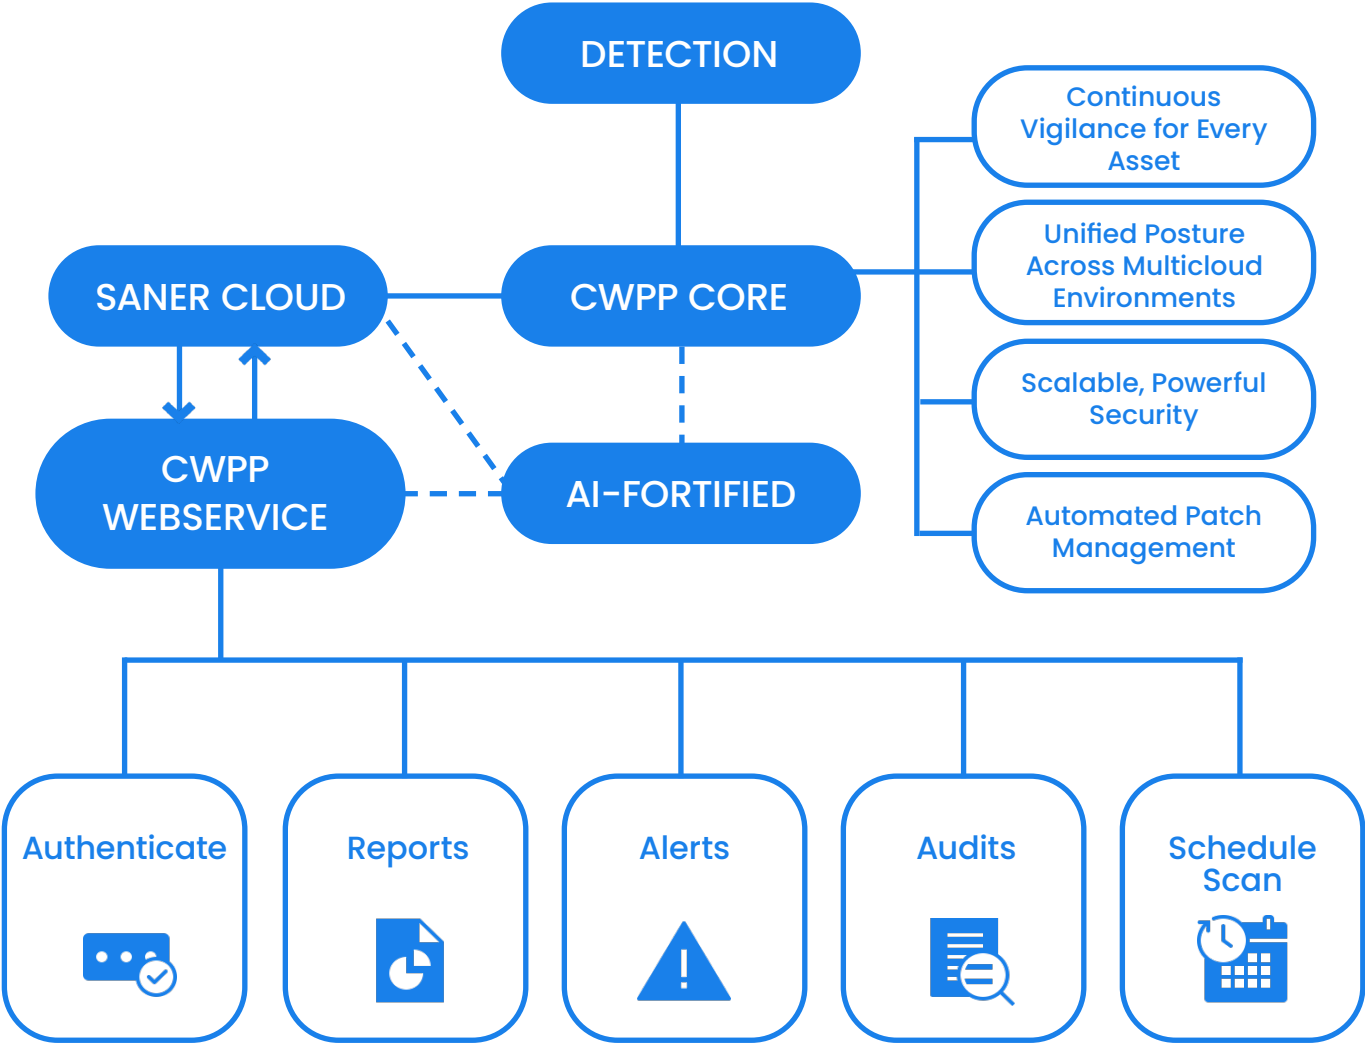 DETECTION
Continuous
Vigilance for Every
Asset
Unified Posture
Across Multicloud
Environments
SANER CLOUD
CWPP CORE
Scalable, Powerful
Security
CWPP
WEBSERVICE
AI-FORTIFIED
Automated Patch
Management
Authenticate
Reports
Alerts
Audits
Schedule
Scan